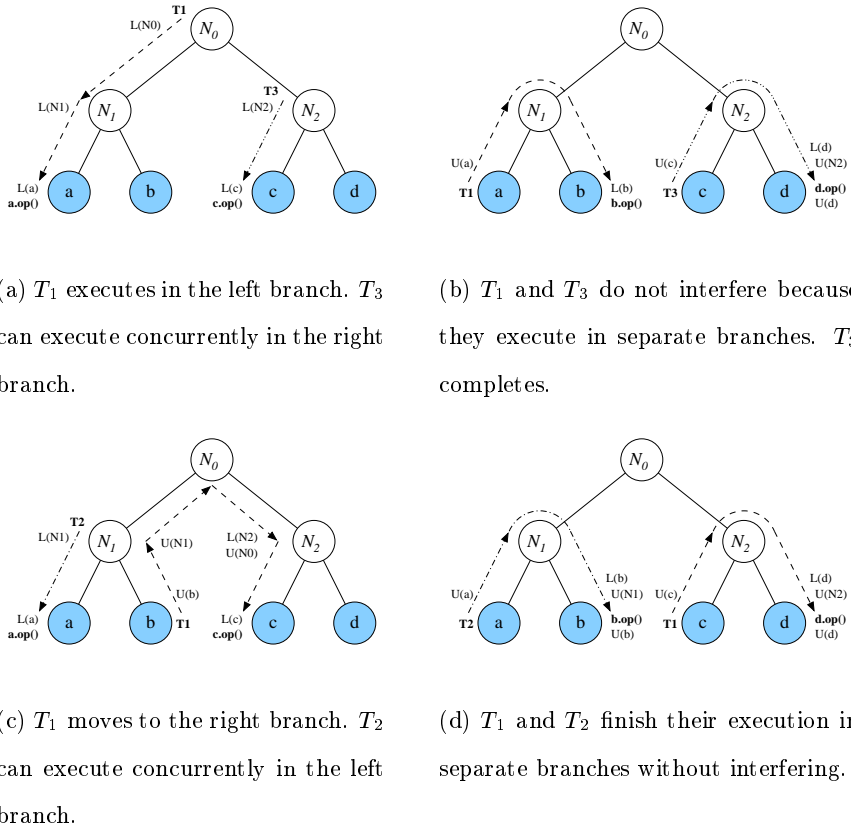 T1
L(N0)
N0
T3
L(N1)
N1
L(N2)
N2
L(a)
a.op()
a
b
L(c)
c.op()
c
d
N0
N1
N2
U(a)
T1
a
b
L(b)
b.op()
U(c)
T3
c
d
L(d)
U(N2)
d.op()
U(d)
(a) T1 executes in the left branch. T3
can execute concurrently in the right
branch.
(b) T1 and T3 do not interfere because
they execute in separate branches. T3
completes.
N0
T2
L(N1)
N1
U(N1)
L(N2)
U(N0)
N2
L(a)
a.op()
a
b
U(b)
T1
L(c)
c.op()
c
d
N0
N1
N2
U(a)
T2
a
b
L(b)
U(N1)
b.op()
U(b)
U(c)
T1
c
d
L(d)
U(N2)
d.op()
U(d)
(c) T1 moves to the right branch. T2
can execute concurrently in the left
branch.
(d) T1 and T2 finish their execution in
separate branches without interfering.